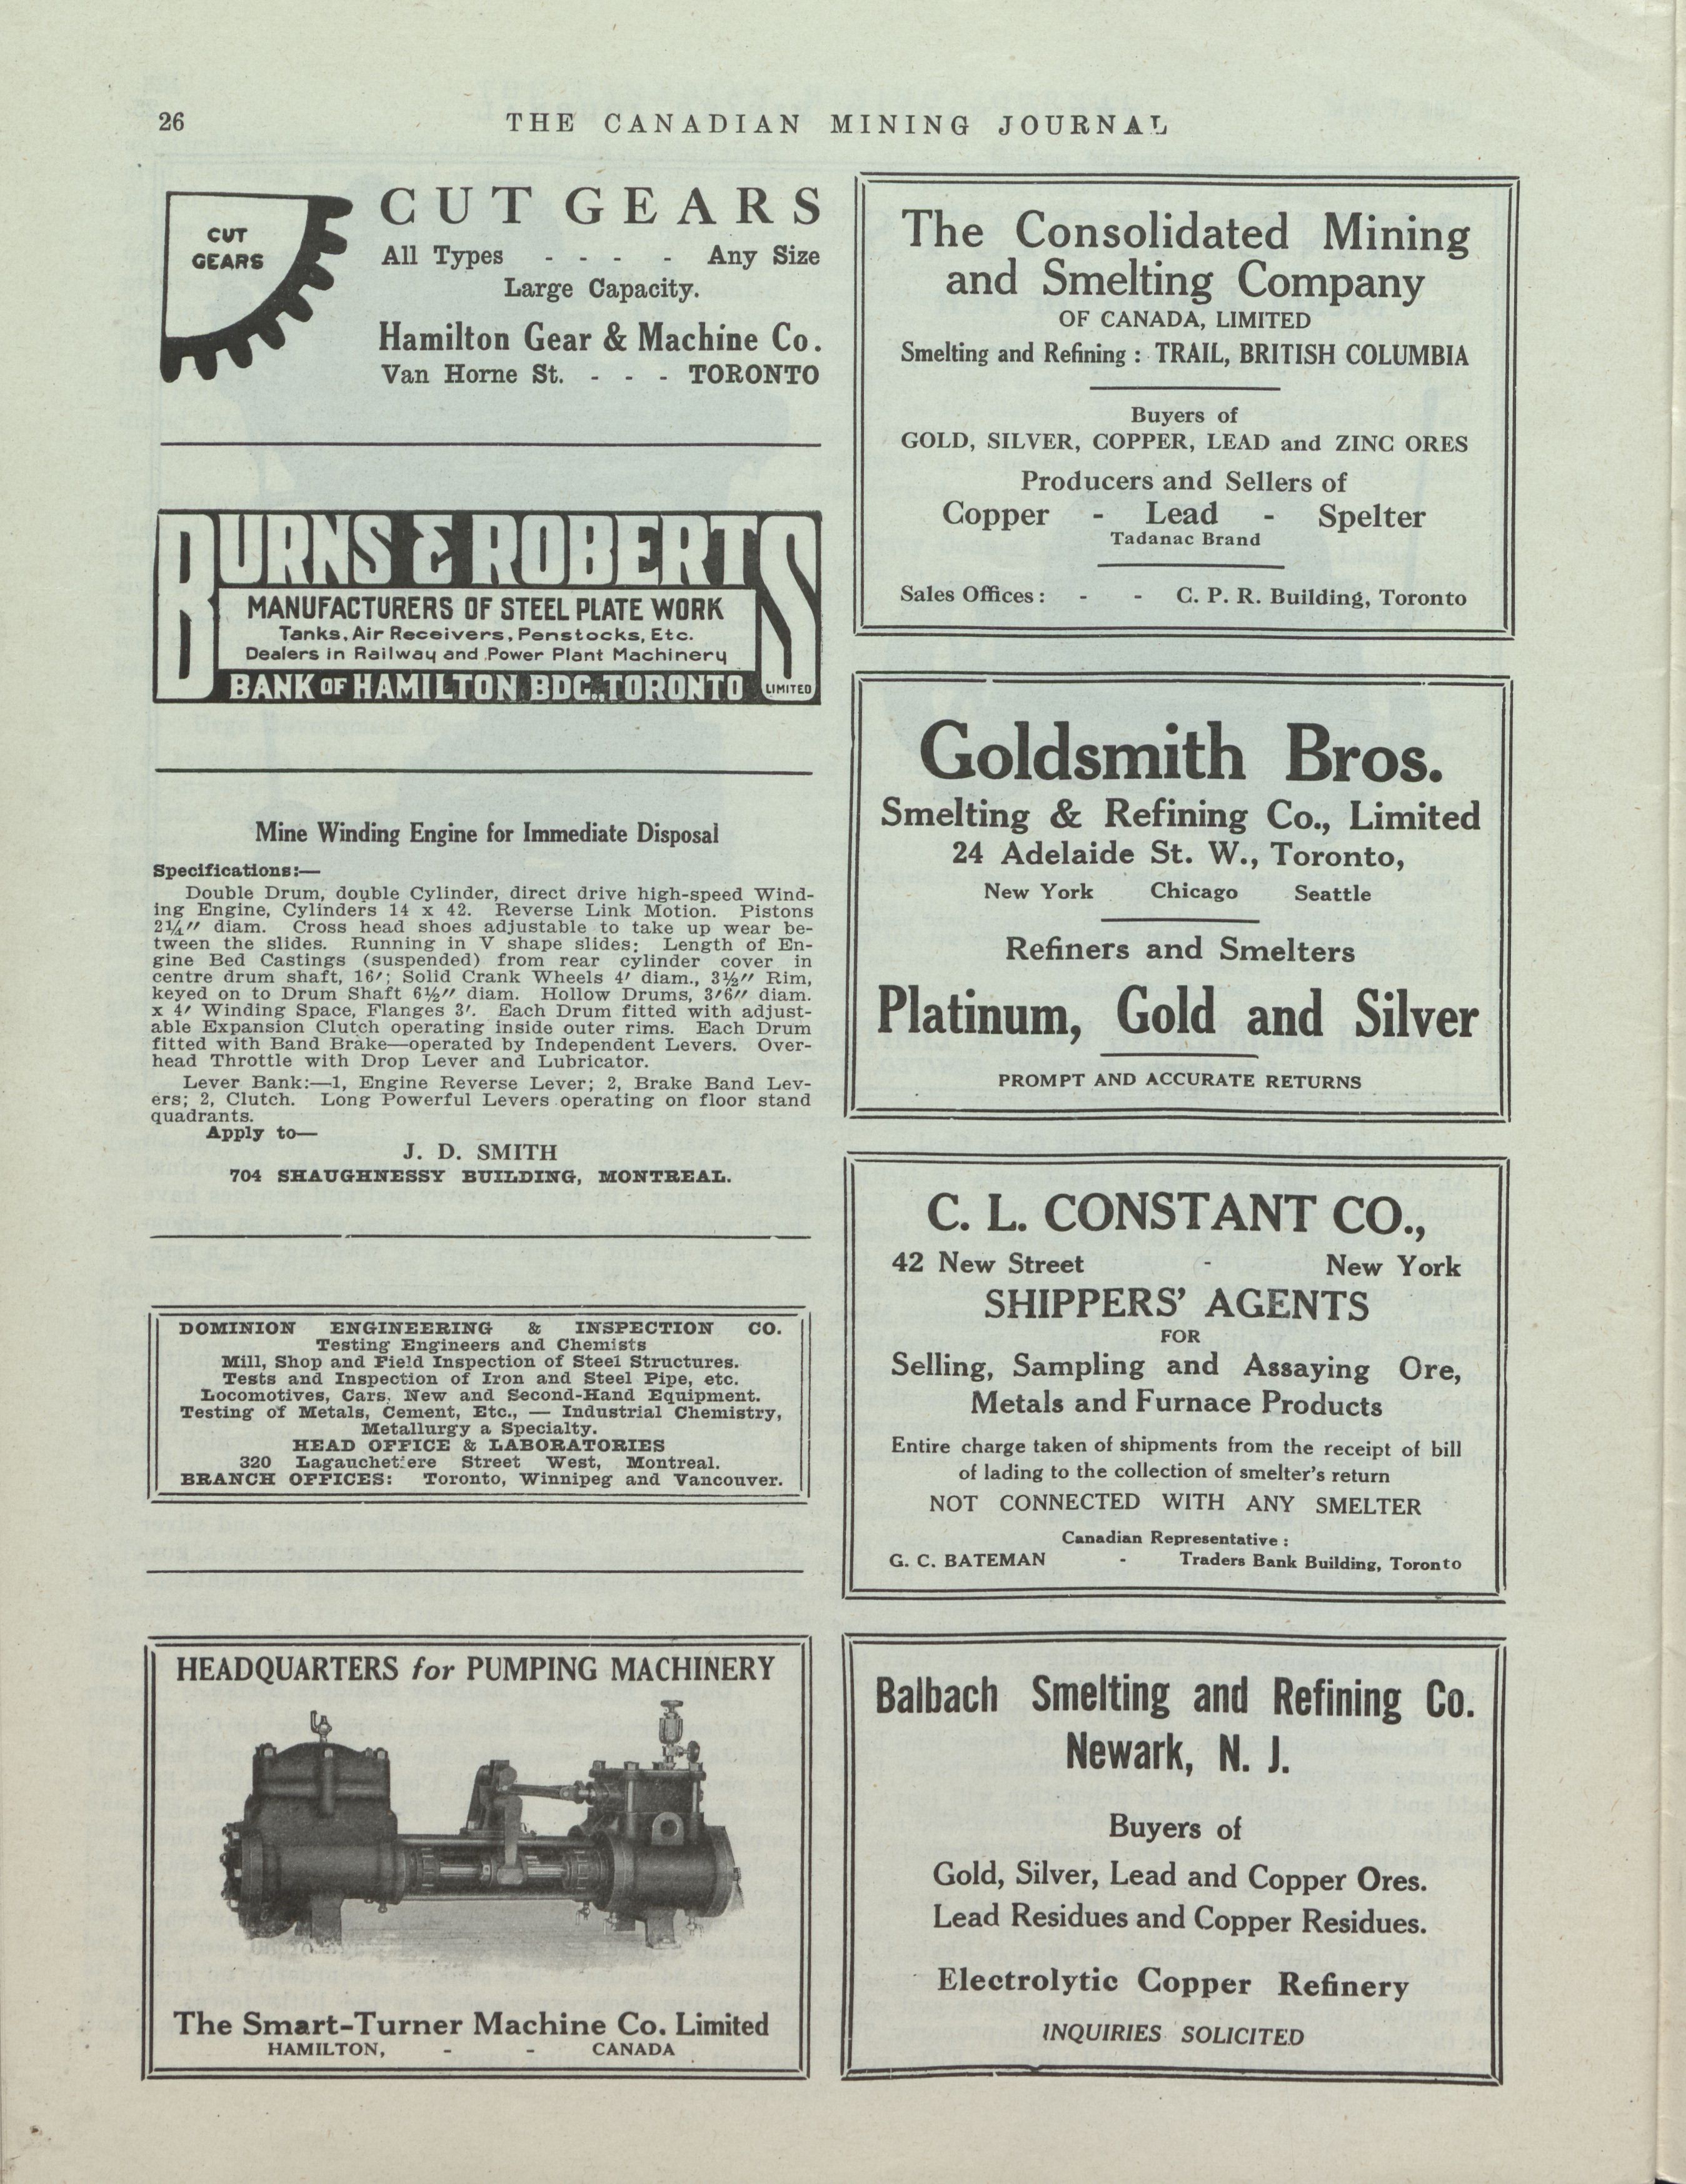 26
THE CANADIAN MINING JOURNAL
CUT
GEARS
CUT GEARS
All Types - - - - Any Size
Large Capacity.
Hamilton Gear & Machine Co.
Van Horne St. - - - TORONTO
BURNS & ROBERTS
MANUFACTURERS OF STEEL PLATE WORK
Tanks, Air Receivers, Penstocks, Etc.
Dealers in Railway and Power Plant Machinery
BANK OF HAMILTON BDG., TORONTO LIMITED
Mine Winding Engine for Immediate Disposal
Specifications:—
Double Drum, double Cylinder, direct drive high-speed Wind-
ing Engine, Cylinders 14 x 42. Reverse Link Motion. Pistons
2¼″ diam. Cross head shoes adjustable to take up wear be-
tween the slides. Running in V shape slides; Length of En-
gine Bed Castings (suspended) from rear cylinder cover in
centre drum shaft, 16′; Solid Crank Wheels 4′ diam., 3½″ Rim,
keyed on to Drum Shaft 6½″ diam. Hollow Drums, 3′6″ diam.
x 4′ Winding Space, Flanges 3′. Each Drum fitted with adjust-
able Expansion Clutch operating inside outer rims. Each Drum
fitted with Band Brake—operated by Independent Levers. Over-
head Throttle with Drop Lever and Lubricator.
Lever Bank:—1, Engine Reverse Lever; 2, Brake Band Lev-
ers; 2, Clutch. Long Powerful Levers operating on floor stand
quadrants.
Apply to—
J. D. SMITH
704 SHAUGHNESSY BUILDING, MONTREAL.
DOMINION ENGINEERING & INSPECTION CO.
Testing Engineers and Chemists
Mill, Shop and Field Inspection of Steel Structures.
Tests and Inspection of Iron and Steel Pipe, etc.
Locomotives, Cars, New and Second-Hand Equipment.
Testing of Metals, Cement, Etc., — Industrial Chemistry,
Metallurgy a Specialty.
HEAD OFFICE & LABORATORIES
320 Lagauchetiere Street West, Montreal.
BRANCH OFFICES: Toronto, Winnipeg and Vancouver.
HEADQUARTERS for PUMPING MACHINERY
The Smart-Turner Machine Co. Limited
HAMILTON, - - CANADA
The Consolidated Mining
and Smelting Company
OF CANADA, LIMITED
Smelting and Refining : TRAIL, BRITISH COLUMBIA
Buyers of
GOLD, SILVER, COPPER, LEAD and ZINC ORES
Producers and Sellers of
Copper - Lead - Spelter
Tadanac Brand
Sales Offices : - - C. P. R. Building, Toronto
Goldsmith Bros.
Smelting & Refining Co., Limited
24 Adelaide St. W., Toronto,
New York Chicago Seattle
Refiners and Smelters
Platinum, Gold and Silver
PROMPT AND ACCURATE RETURNS
C. L. CONSTANT CO.,
42 New Street - New York
SHIPPERS' AGENTS
FOR
Selling, Sampling and Assaying Ore,
Metals and Furnace Products
Entire charge taken of shipments from the receipt of bill
of lading to the collection of smelter's return
NOT CONNECTED WITH ANY SMELTER
Canadian Representative :
G. C. BATEMAN - Traders Bank Building, Toronto
Balbach Smelting and Refining Co.
Newark, N. J.
Buyers of
Gold, Silver, Lead and Copper Ores.
Lead Residues and Copper Residues.
Electrolytic Copper Refinery
INQUIRIES SOLICITED